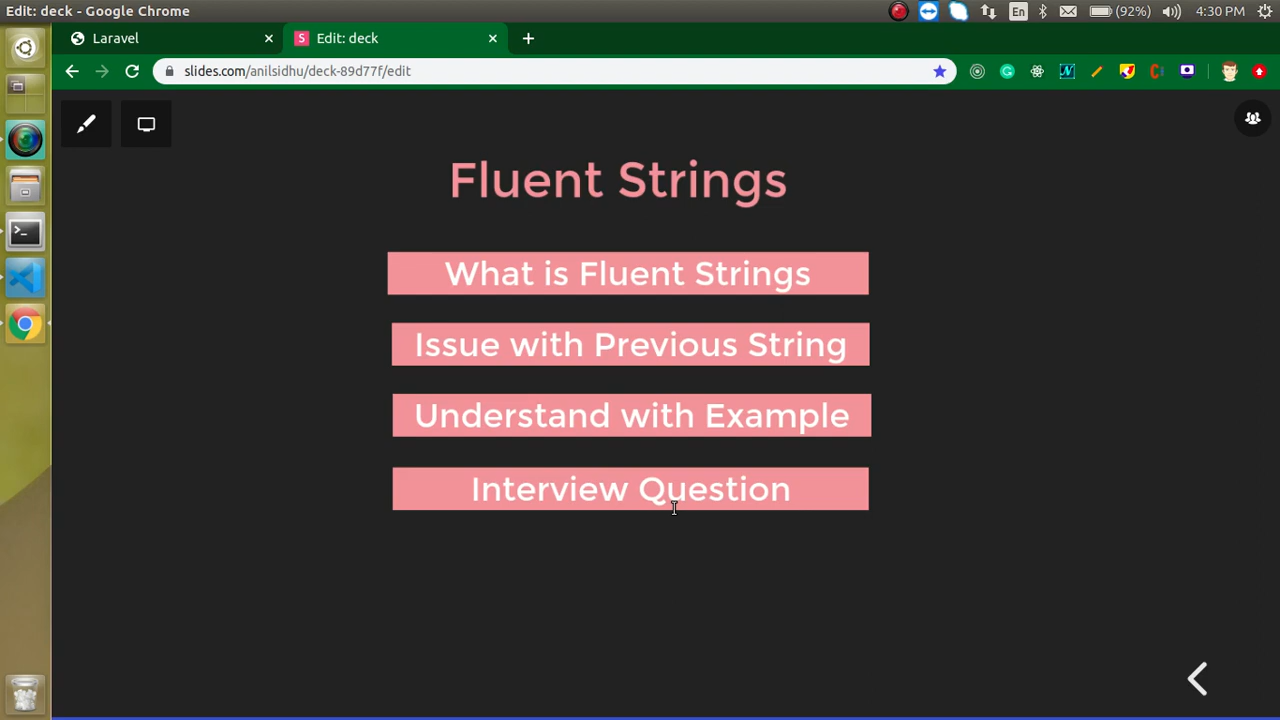 Edit: deck - Google Chrome
En
(92%)
4:30 PM
Laravel
Edit: deck
slides.com/anilsidhu/deck-89d77f/edit
Fluent Strings
What is Fluent Strings
Issue with Previous String
Understand with Example
Interview Question